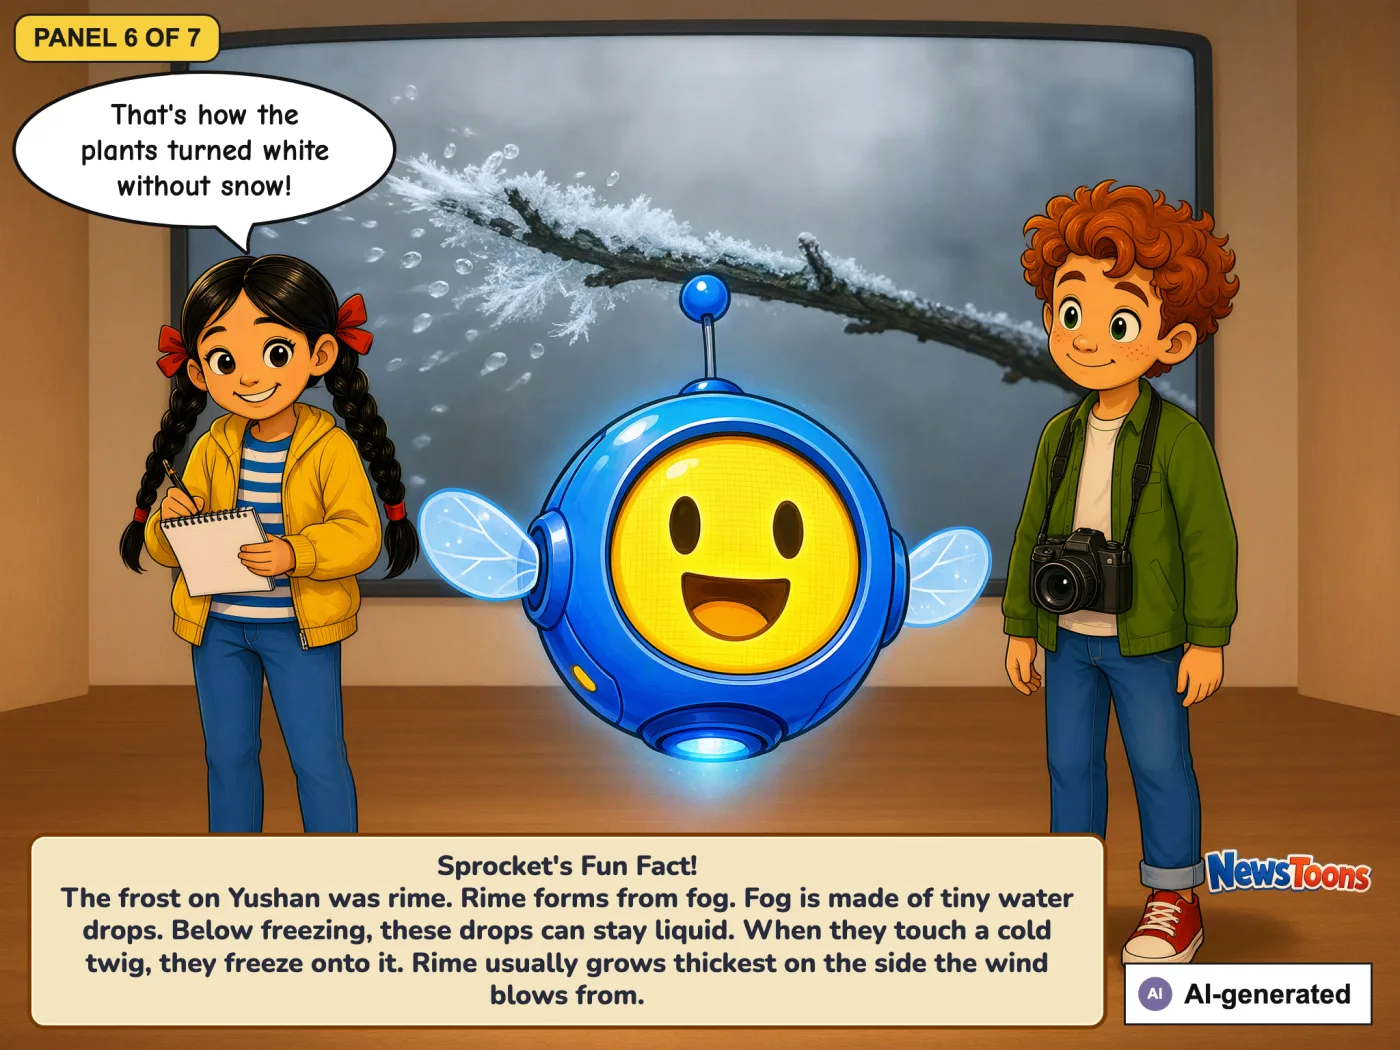 PANEL 6 OF 7
That's how the
plants turned white
without snow!
Sprocket's Fun Fact!
The frost on Yushan was rime. Rime forms from fog. Fog is made of tiny water
drops. Below freezing, these drops can stay liquid. When they touch a cold
twig, they freeze onto it. Rime usually grows thickest on the side the wind
blows from.
NewsToons
AI AI-generated